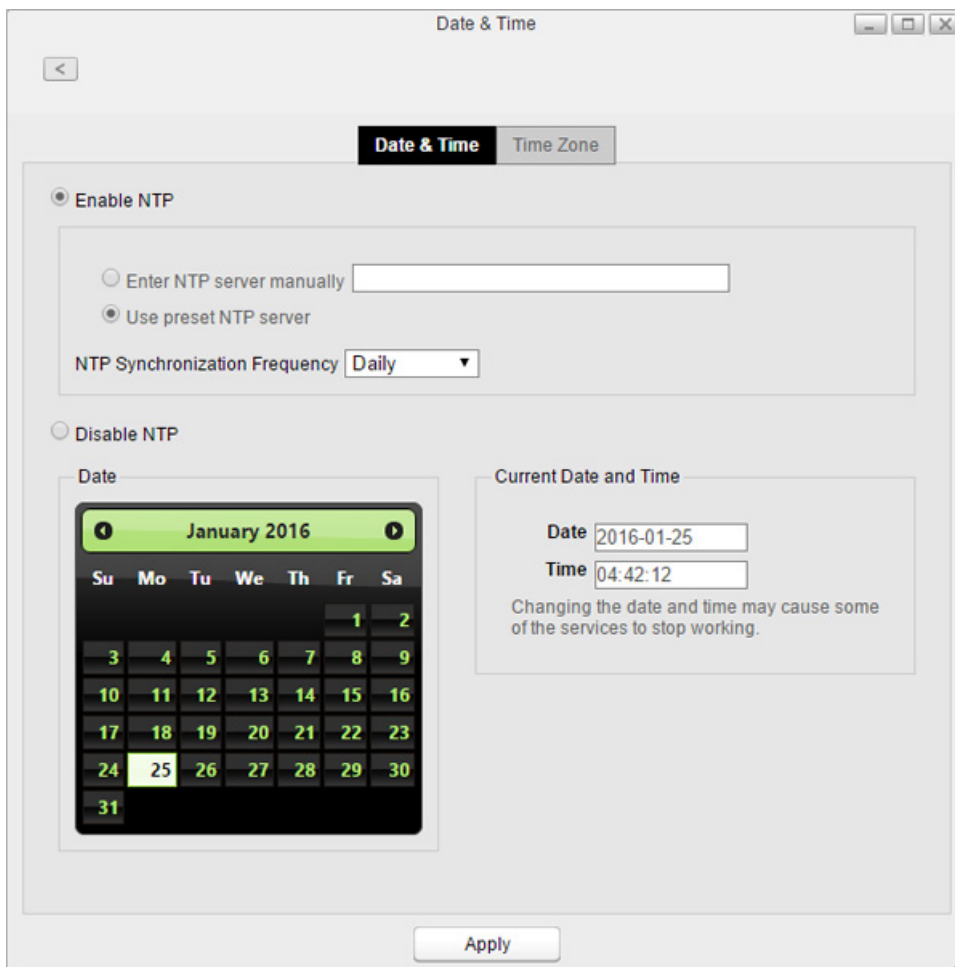 Date & Time
<
Date & Time Time Zone
Enable NTP
Enter NTP server manually
Use preset NTP server
NTP Synchronization Frequency Daily
Disable NTP
Date
January 2016
Su Mo Tu We Th Fr Sa
1 2
3 4 5 6 7 8 9
10 11 12 13 14 15 16
17 18 19 20 21 22 23
24 25 26 27 28 29 30
31
Current Date and Time
Date 2016-01-25
Time 04:42:12
Changing the date and time may cause some
of the services to stop working.
Apply